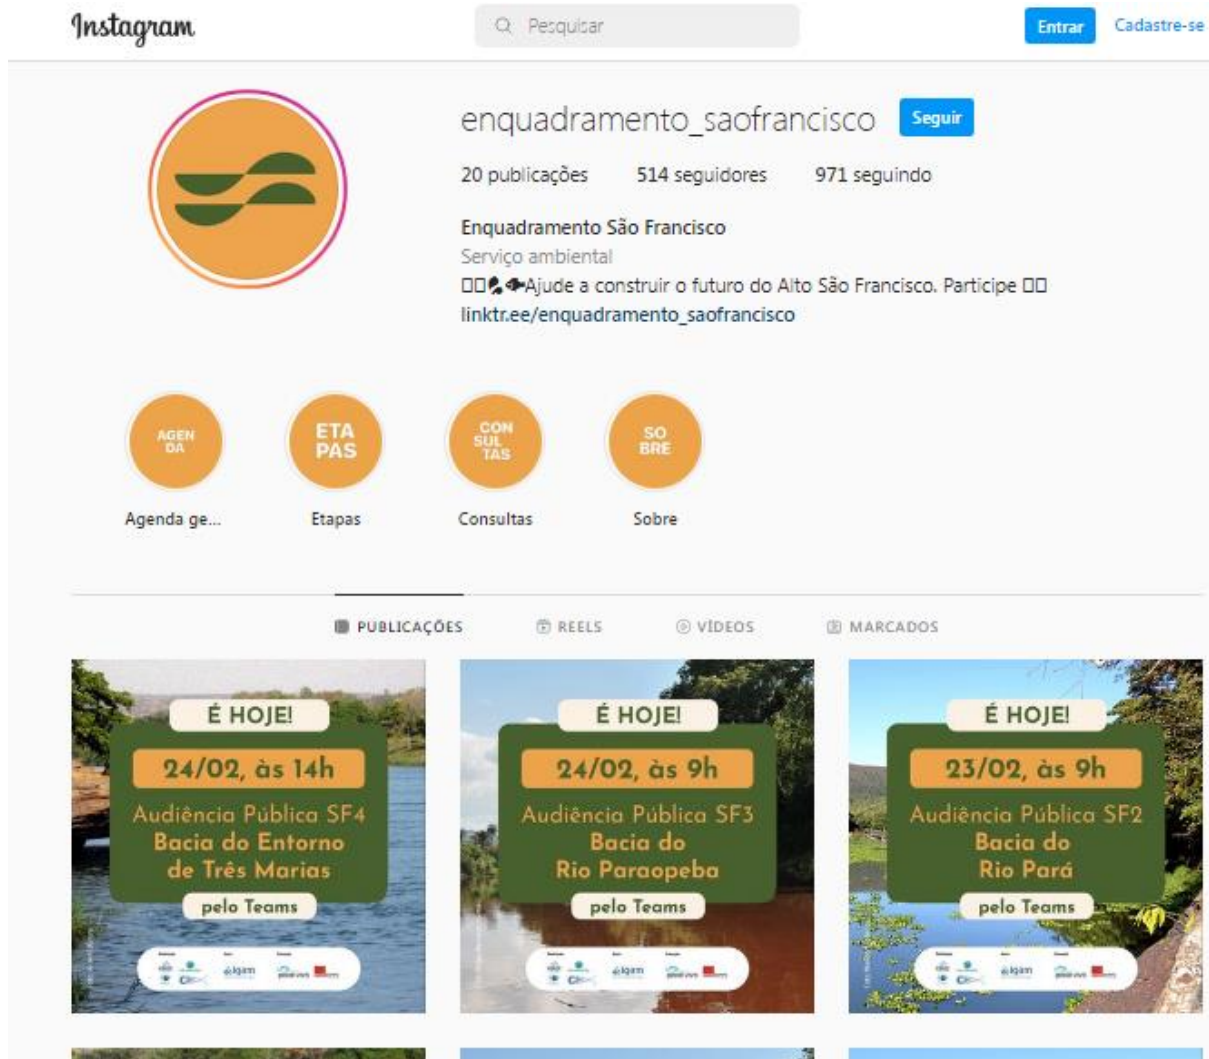 Instagram
Pesquisar
Entrar
Cadastre-se
enquadramento_saofrancisco
Seguir
20 publicações 514 seguidores 971 seguindo
Enquadramento São Francisco
Serviço ambiental
Ajude a construir o futuro do Alto São Francisco. Participe
linktr.ee/enquadramento_saofrancisco
AGEN
DA
ETA
PAS
CON
SUL
TAS
SO
BRE
Agenda ge...
Etapas
Consultas
Sobre
PUBLICAÇÕES
REELS
VÍDEOS
MARCADOS
É HOJE!
24/02, às 14h
Audiência Pública SF4
Bacia do Entorno
de Três Marias
pelo Teams
igam
É HOJE!
24/02, às 9h
Audiência Pública SF3
Bacia do
Rio Paraopeba
pelo Teams
igam
É HOJE!
23/02, às 9h
Audiência Pública SF2
Bacia do
Rio Pará
pelo Teams
igam